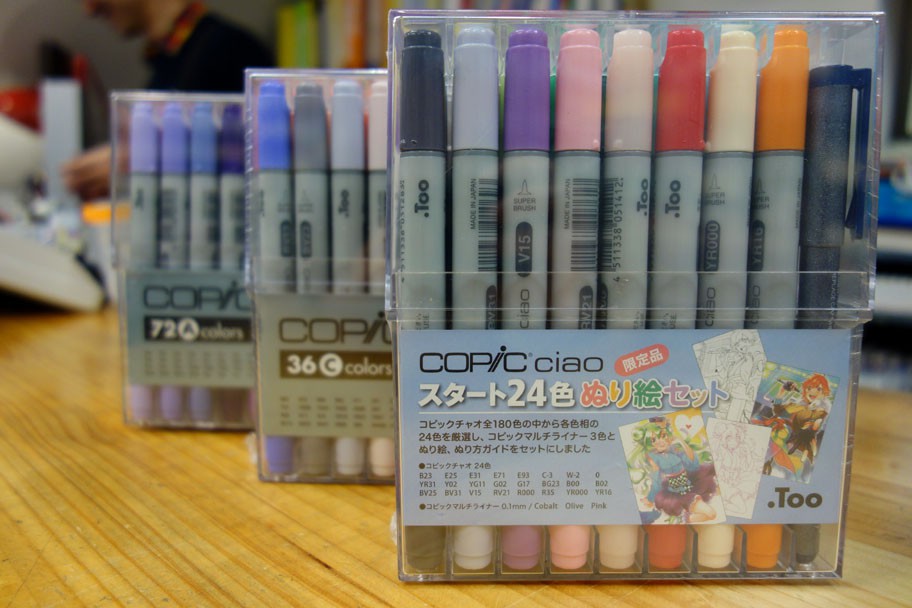 .Too
MADE IN JAPAN
SUPER
BRUSH
V15
ciao
RV21
4 511338 051412
.Too
.Too
YR000
ciao
YR16
COPIC
72 A colors
COPIC
36 C colors
COPIC ciao
限定品
スタート24色 ぬり絵セット
コピックチャオ全180色の中から各色相の
24色を厳選し、コピックマルチライナー3色と
ぬり絵、ぬり方ガイドをセットにしました
●コピックチャオ 24色
B23 E25 E31 E71 E93 C-3 W-2 0
YR31 Y02 YG11 G02 G17 BG23 B00 B02
BV25 BV31 V15 RV21 R000 R35 YR000 YR16
●コピックマルチライナー 0.1mm / Cobalt Olive Pink
.Too